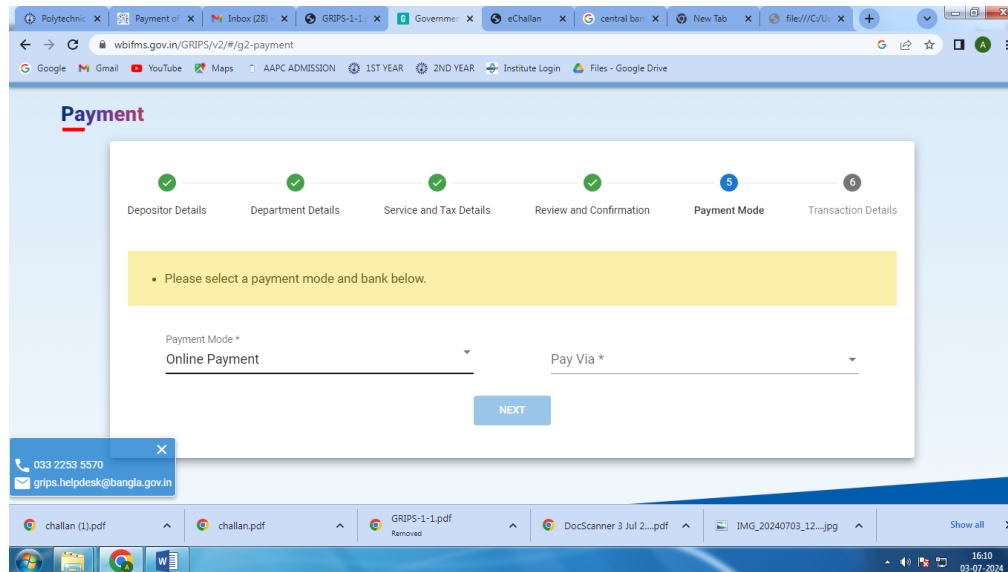 Polytechnic
Payment of
Inbox (28) -
GRIPS-1-1.p
Governmen
eChallan
central ban
New Tab
file:///C:/Us
wbifms.gov.in/GRIPS/v2/#/g2-payment
Google
Gmail
YouTube
Maps
AAPC ADMISSION
1ST YEAR
2ND YEAR
Institute Login
Files - Google Drive
Payment
5
6
Depositor Details
Department Details
Service and Tax Details
Review and Confirmation
Payment Mode
Transaction Details
• Please select a payment mode and bank below.
Payment Mode *
Online Payment
Pay Via *
NEXT
033 2253 5570
grips.helpdesk@bangla.gov.in
challan (1).pdf
challan.pdf
GRIPS-1-1.pdf
Removed
DocScanner 3 Jul 2....pdf
IMG_20240703_12....jpg
Show all
16:10
03-07-2024